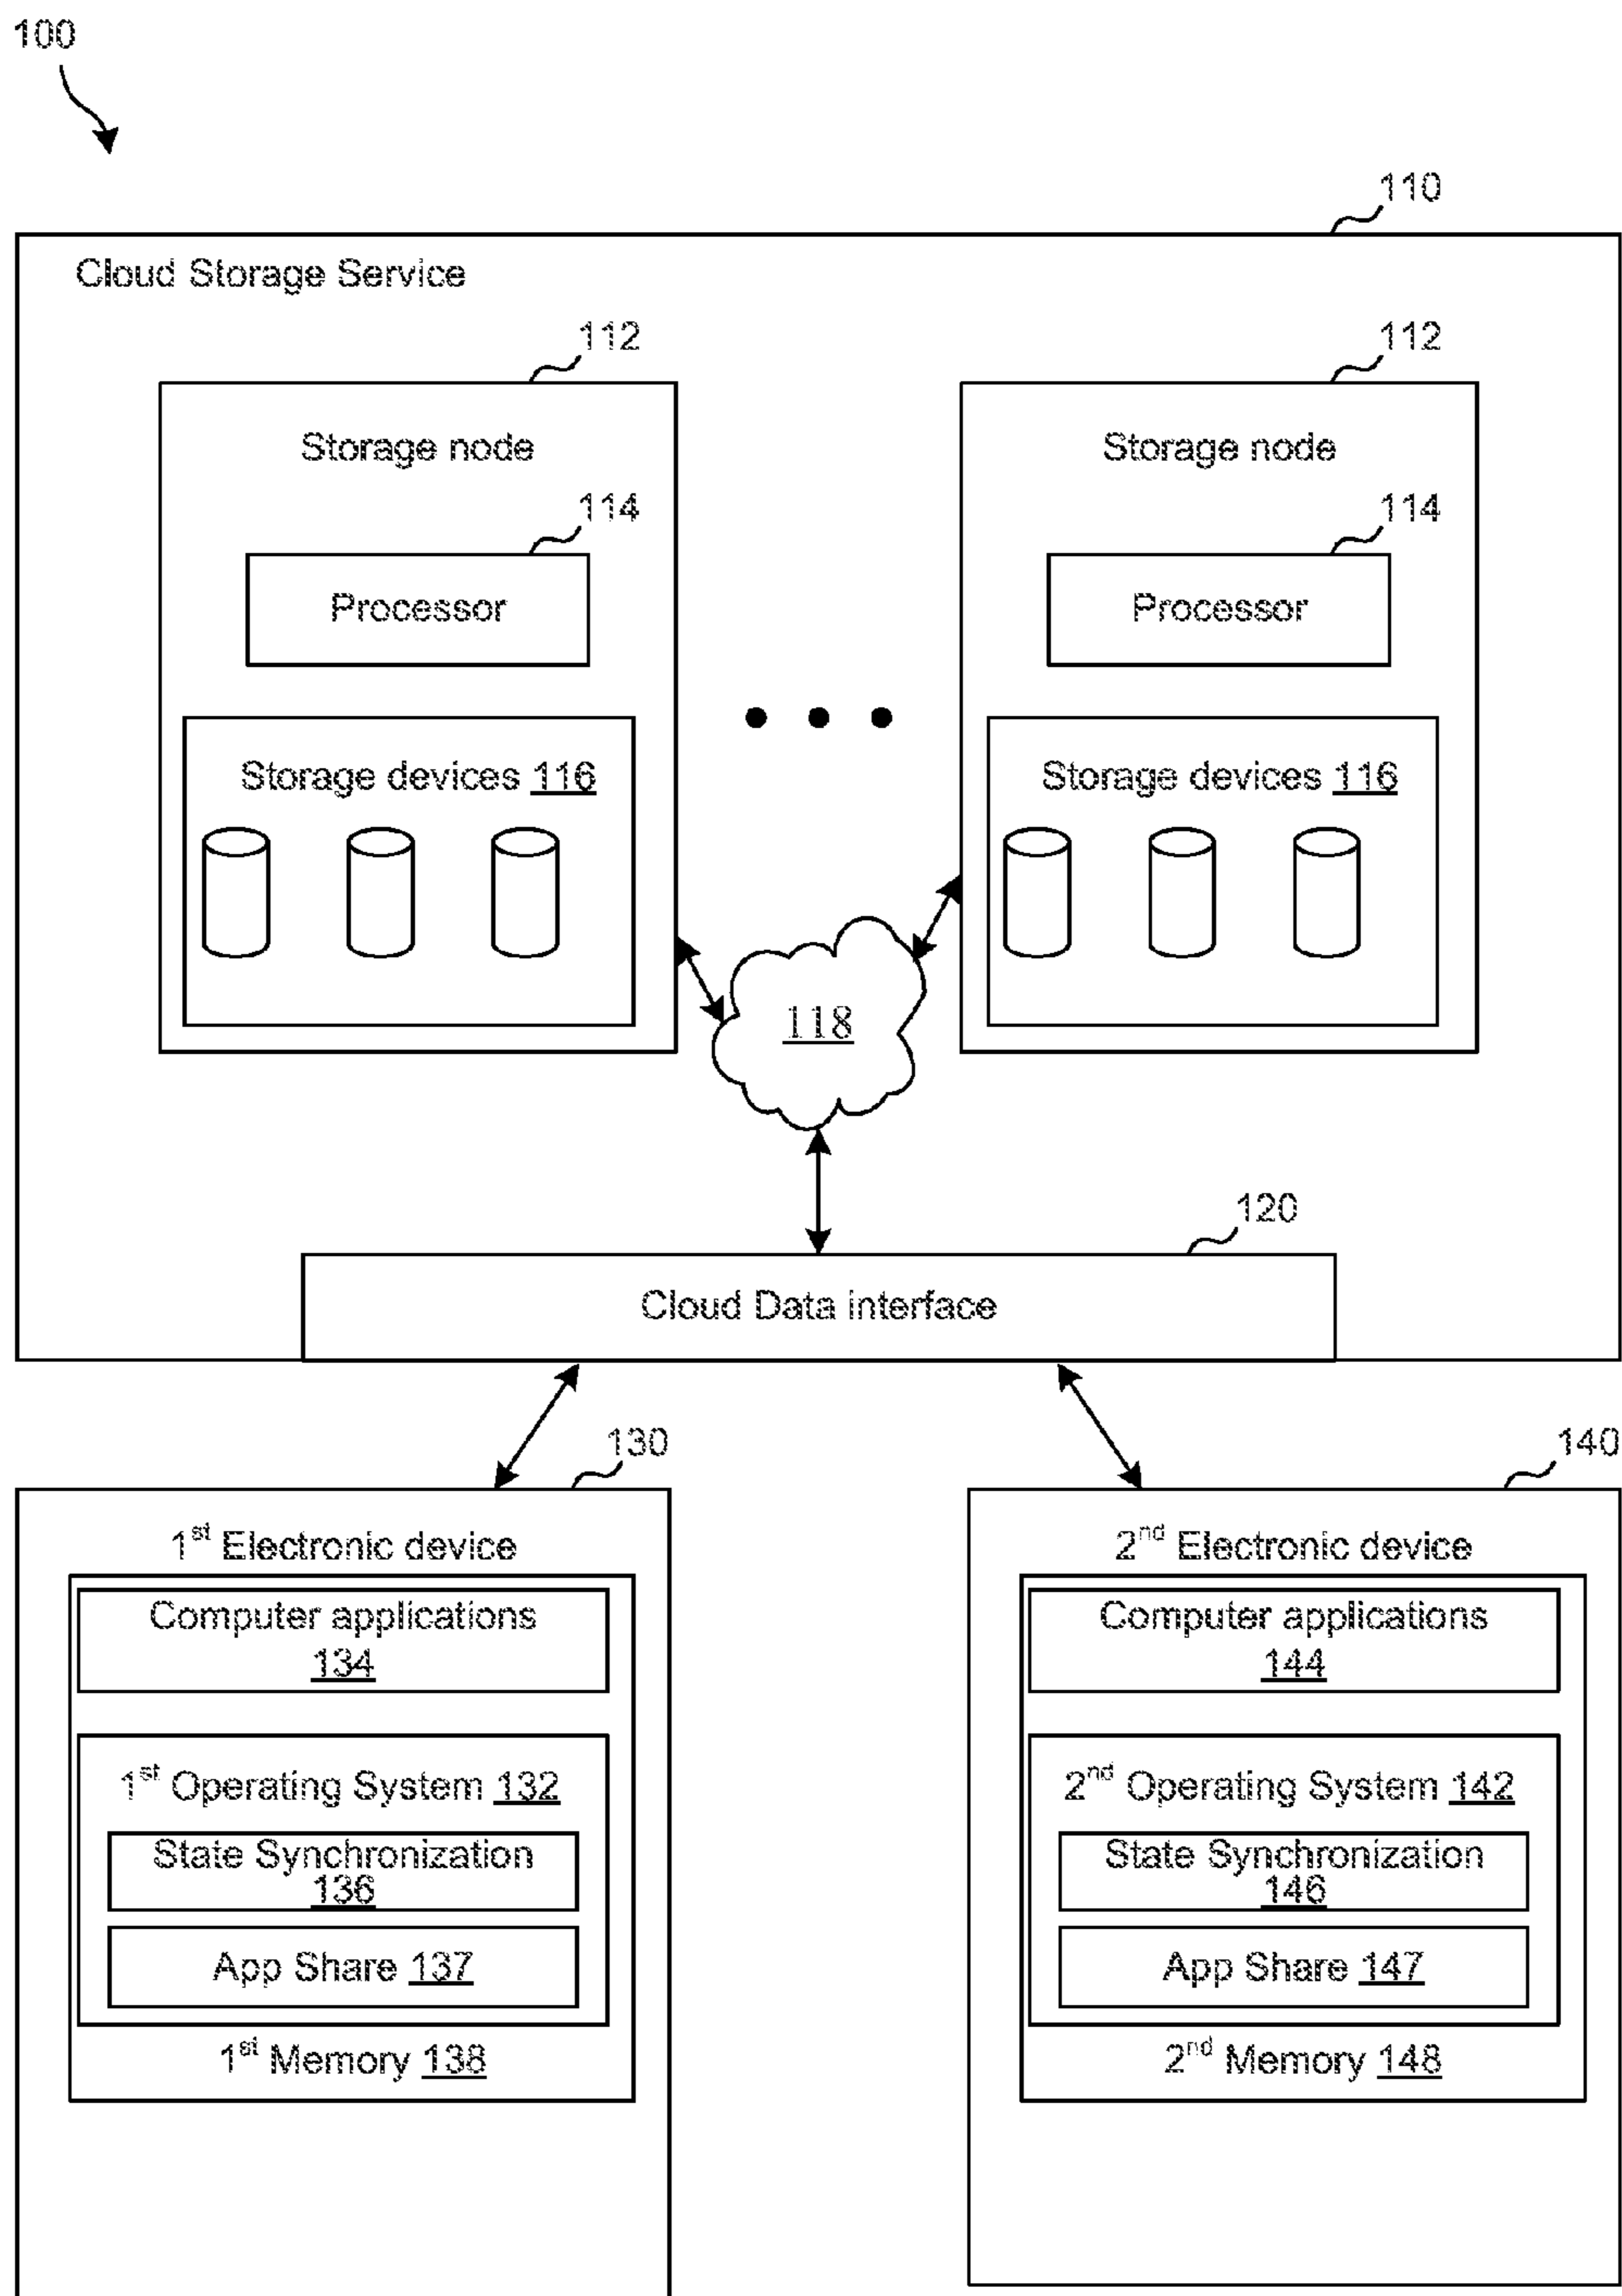 100
110
Cloud Storage Service
112
112
Storage node
Storage node
114
114
Processor
Processor
Storage devices 116
Storage devices 116
118
120
Cloud Data interface
130
140
1st Electronic device
Computer applications
134
1st Operating System 132
State Synchronization
136
App Share 137
1st Memory 138
2nd Electronic device
Computer applications
144
2nd Operating System 142
State Synchronization
146
App Share 147
2nd Memory 148